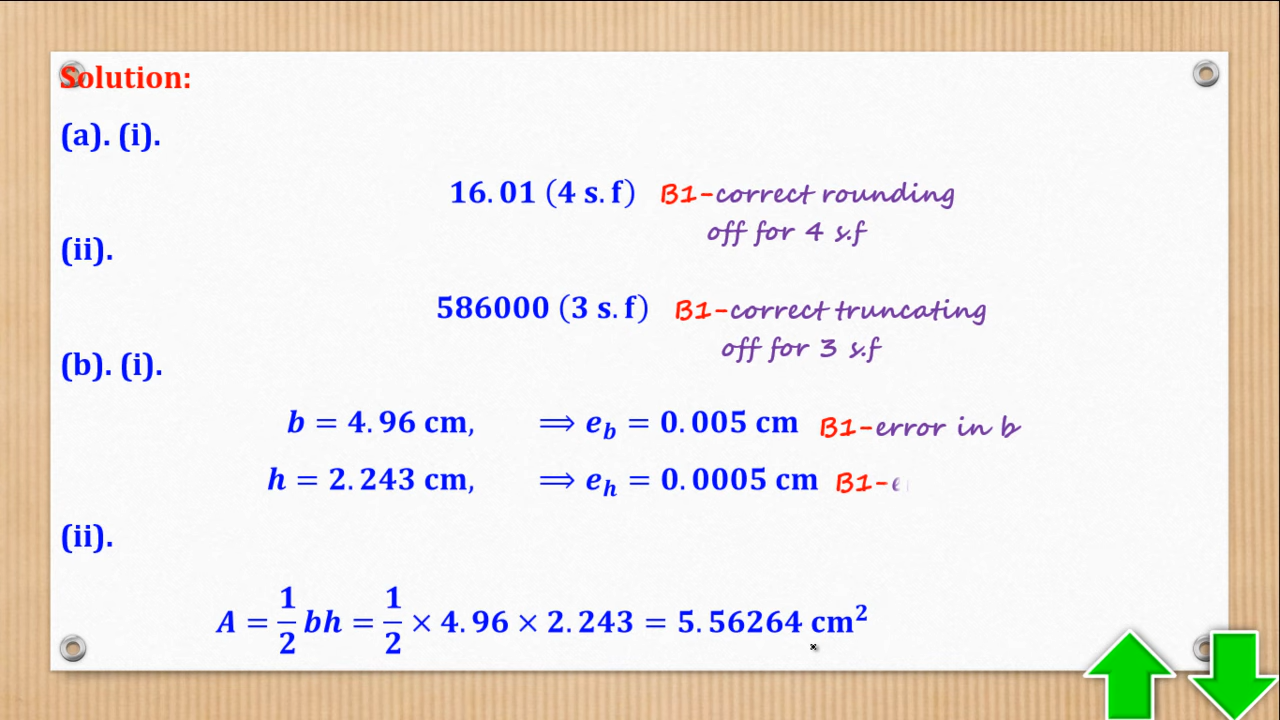 Solution:
(a). (i).
16.01 (4 s.f) B1-correct rounding
off for 4 s.f
(ii).
586000 (3 s.f) B1-correct truncating
off for 3 s.f
(b). (i).
b = 4.96 cm, ⟹ e_b = 0.005 cm B1-error in b
h = 2.243 cm, ⟹ e_h = 0.0005 cm B1-e
(ii).
A = 1/2 bh = 1/2 × 4.96 × 2.243 = 5.56264 cm²